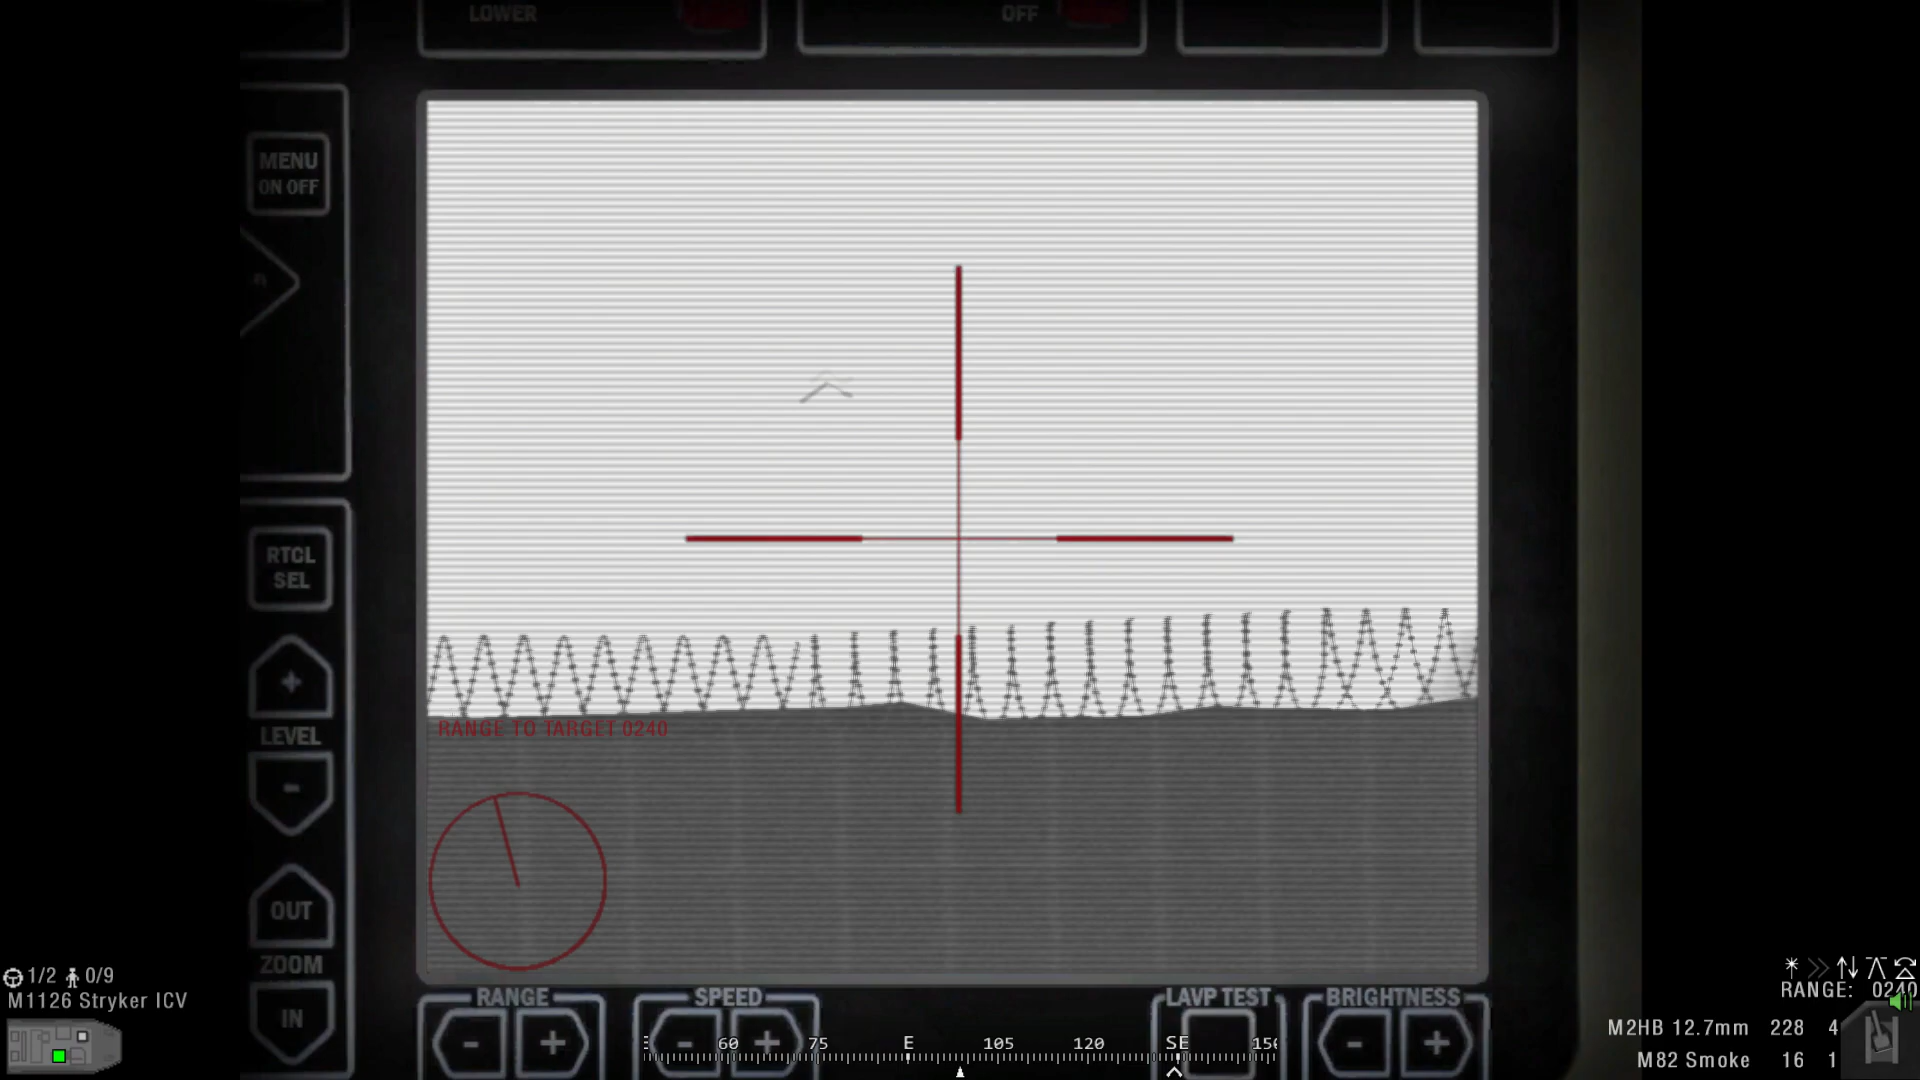 LOWER
OFF
MENU
ON OFF
RTCL
SEL
+
LEVEL
-
OUT
ZOOM
IN
RANGE TO TARGET 0240
RANGE
- +
SPEED
- +
LAVP TEST
BRIGHTNESS
- +
60 75 E 105 120 SE
1/2 0/9
M1126 Stryker ICV
RANGE: 0240
M2HB 12.7mm 228 4
M82 Smoke 16 1